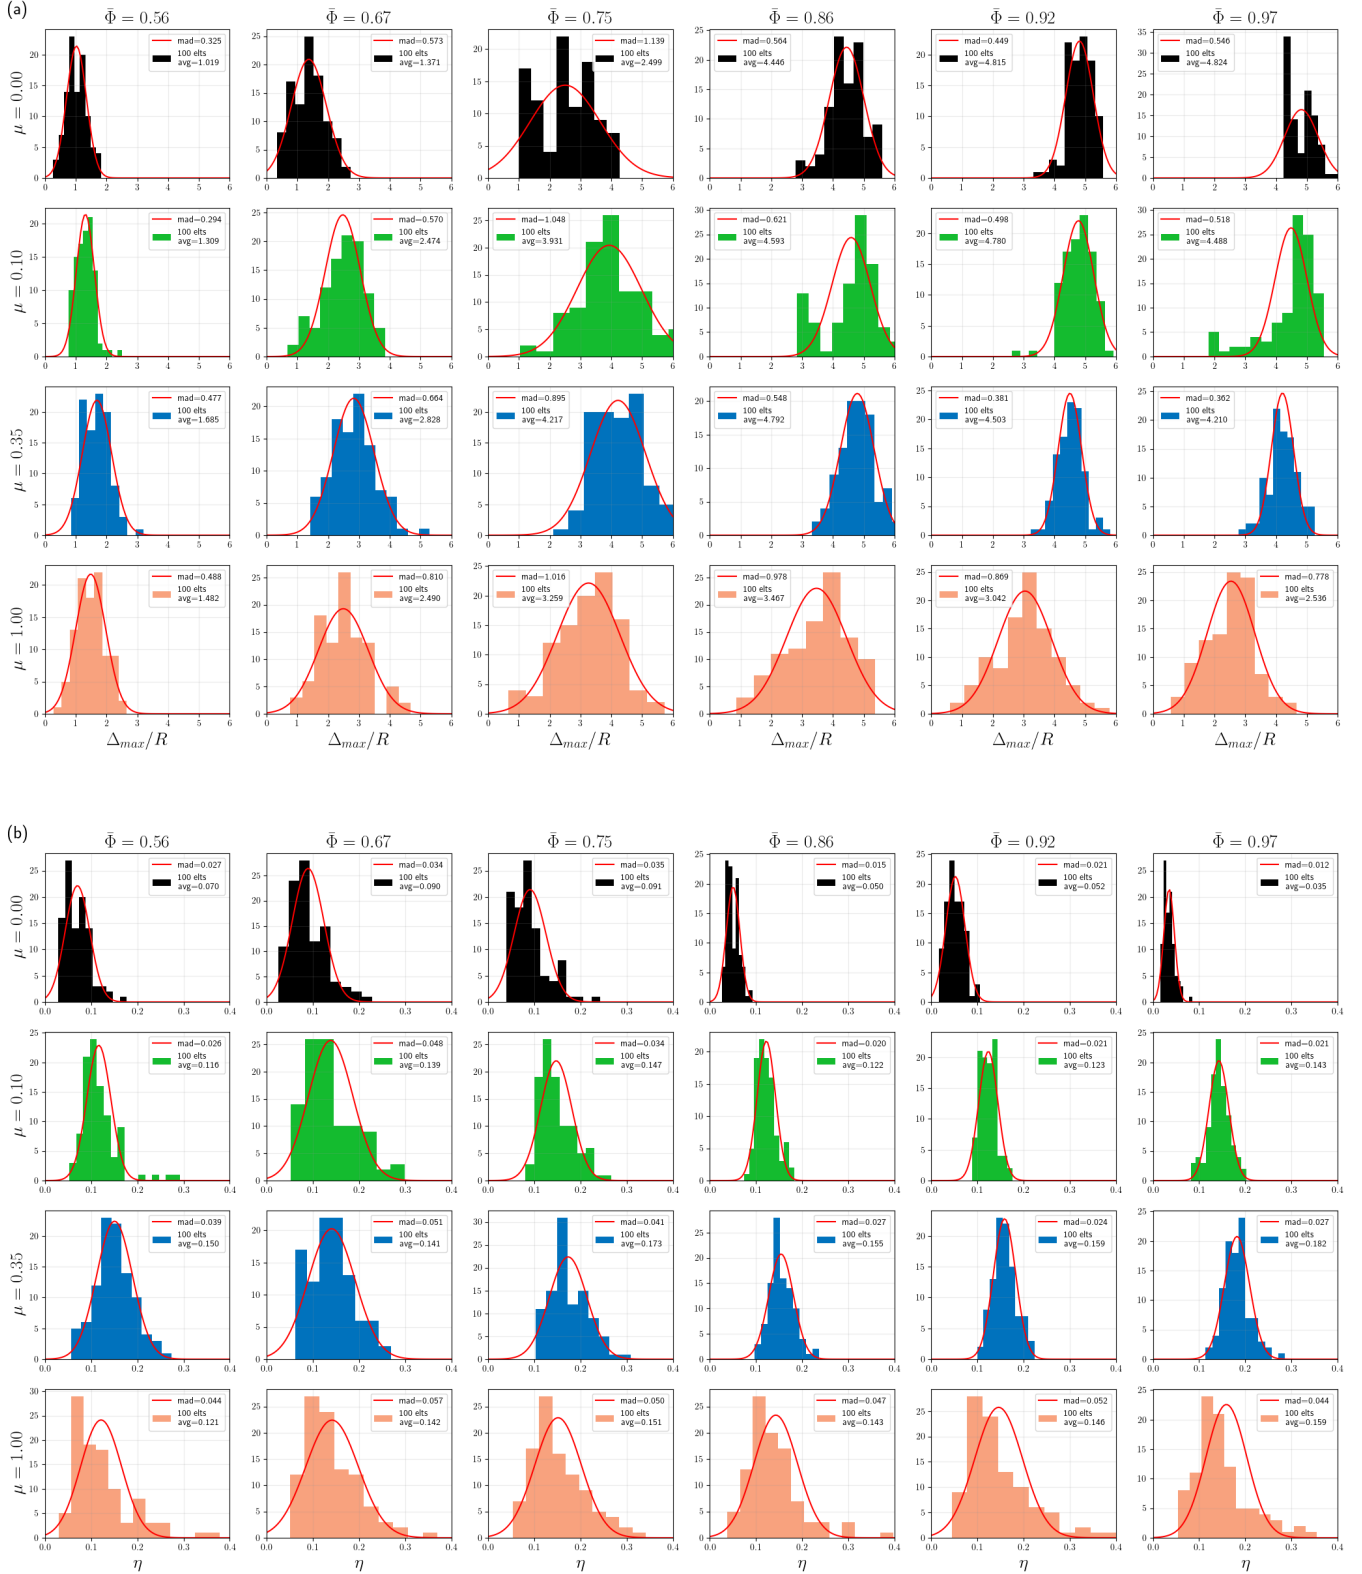 (a)
Φ̄ = 0.56 Φ̄ = 0.67 Φ̄ = 0.75 Φ̄ = 0.86 Φ̄ = 0.92 Φ̄ = 0.97
μ = 0.00
mad=0.325 100 elts avg=1.019
mad=0.573 100 elts avg=1.371
mad=1.139 100 elts avg=2.499
mad=0.564 100 elts avg=4.446
mad=0.449 100 elts avg=4.815
mad=0.546 100 elts avg=4.824
μ = 0.10
mad=0.294 100 elts avg=1.309
mad=0.570 100 elts avg=2.474
mad=1.048 100 elts avg=3.931
mad=0.621 100 elts avg=4.593
mad=0.498 100 elts avg=4.780
mad=0.518 100 elts avg=4.488
μ = 0.35
mad=0.477 100 elts avg=1.685
mad=0.664 100 elts avg=2.828
mad=0.895 100 elts avg=4.217
mad=0.548 100 elts avg=4.792
mad=0.381 100 elts avg=4.503
mad=0.362 100 elts avg=4.210
μ = 1.00
mad=0.488 100 elts avg=1.482
mad=0.810 100 elts avg=2.490
mad=1.016 100 elts avg=3.259
mad=0.978 100 elts avg=3.467
mad=0.869 100 elts avg=3.042
mad=0.778 100 elts avg=2.536
0 1 2 3 4 5 6
Δmax/R Δmax/R Δmax/R Δmax/R Δmax/R Δmax/R
(b)
Φ̄ = 0.56 Φ̄ = 0.67 Φ̄ = 0.75 Φ̄ = 0.86 Φ̄ = 0.92 Φ̄ = 0.97
μ = 0.00
mad=0.027 100 elts avg=0.070
mad=0.034 100 elts avg=0.090
mad=0.035 100 elts avg=0.091
mad=0.015 100 elts avg=0.050
mad=0.021 100 elts avg=0.052
mad=0.012 100 elts avg=0.035
μ = 0.10
mad=0.026 100 elts avg=0.116
mad=0.048 100 elts avg=0.139
mad=0.034 100 elts avg=0.147
mad=0.020 100 elts avg=0.122
mad=0.021 100 elts avg=0.123
mad=0.021 100 elts avg=0.143
μ = 0.35
mad=0.039 100 elts avg=0.150
mad=0.051 100 elts avg=0.141
mad=0.041 100 elts avg=0.173
mad=0.027 100 elts avg=0.155
mad=0.024 100 elts avg=0.159
mad=0.027 100 elts avg=0.182
μ = 1.00
mad=0.044 100 elts avg=0.121
mad=0.057 100 elts avg=0.142
mad=0.050 100 elts avg=0.151
mad=0.047 100 elts avg=0.143
mad=0.052 100 elts avg=0.146
mad=0.044 100 elts avg=0.159
0.0 0.1 0.2 0.3 0.4
η η η η η η